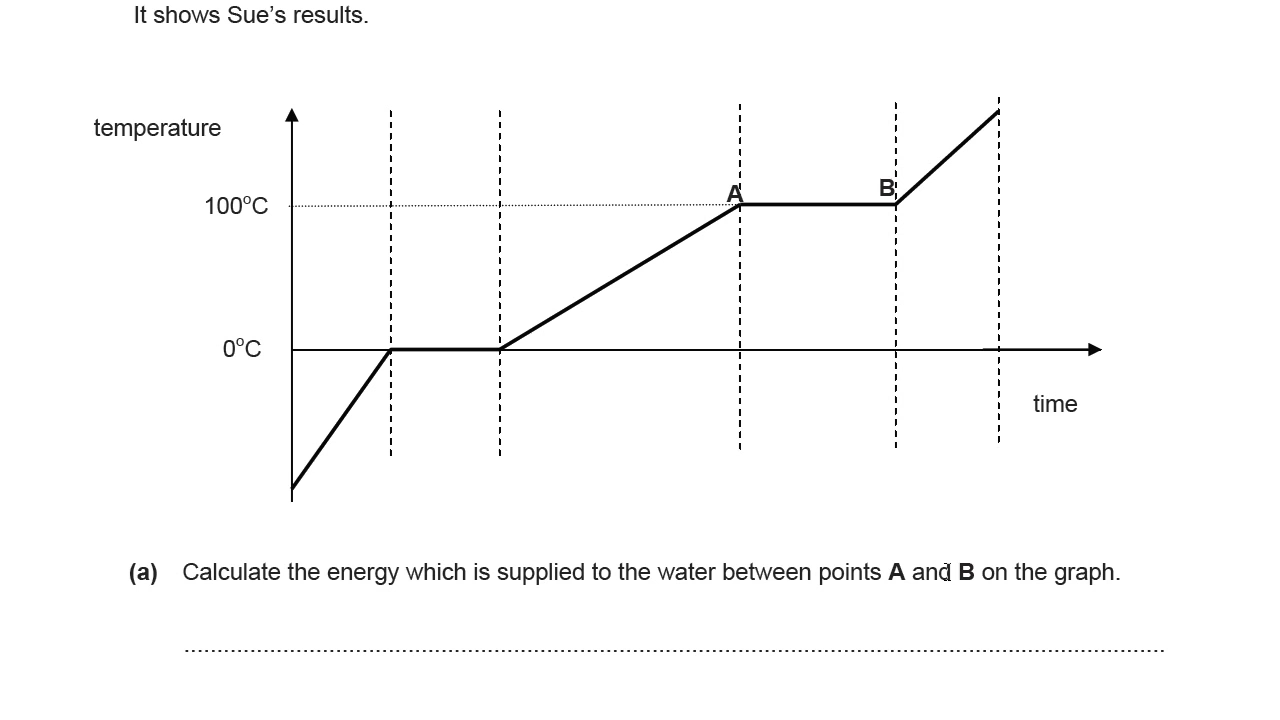 It shows Sue's results.
temperature
A
B
100°C
0°C
time
(a) Calculate the energy which is supplied to the water between points A and B on the graph.